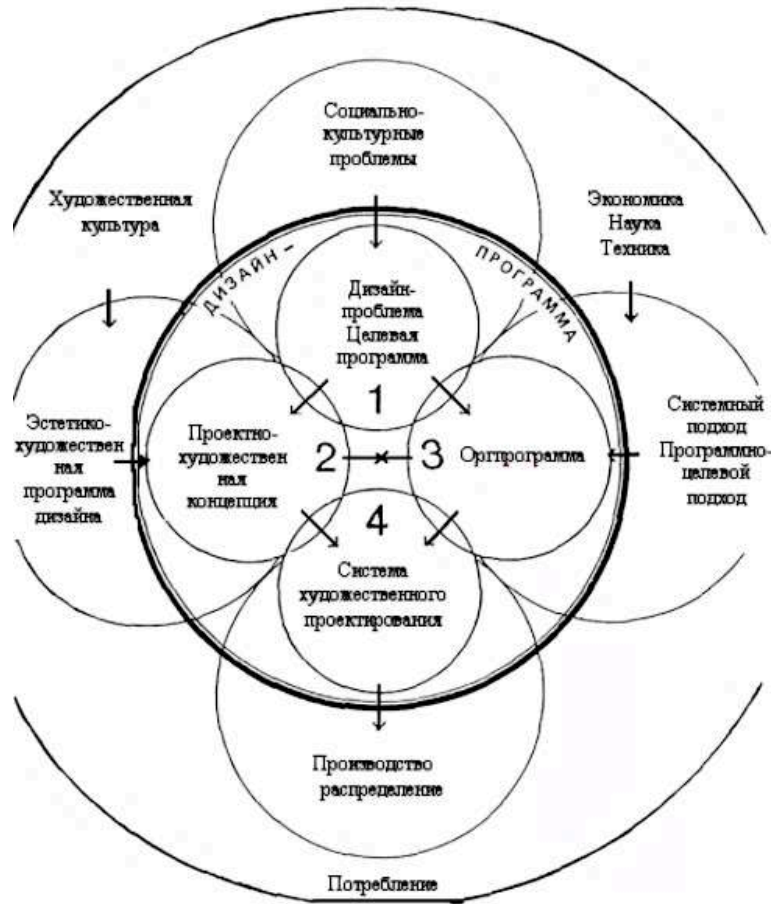 Социально-
культурные
проблемы
Художественная
культура
Экономика
Наука
Техника
ДИЗАЙН –
ПРОГРАММА
Дизайн-
проблема
Целевая
программа
1
Эстетико-
художествен
ная
программа
дизайна
Проектно-
художествен
ная
концепция
2
3
Оргпрограмма
Системный
подход
Программно-
целевой
подход
4
Система
художественного
проектирования
Производство
распределение
Потребление